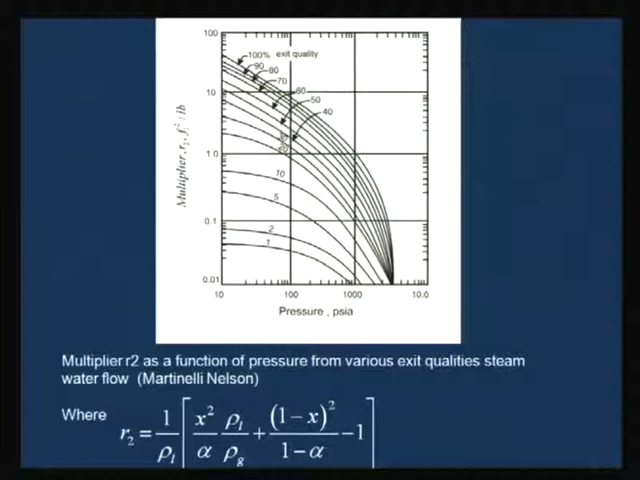 100
100% exit quality
90
80
70
10
60
50
40
Multiplier, r₂, f³/lb
1.0
30
20
10
0.1
5
2
1
0.01
10 100 1000 10.0
Pressure , psia
Multiplier r2 as a function of pressure from various exit qualities steam
water flow (Martinelli Nelson)
Where r₂ = 1/ρ_l [ x²/α ρ_l/ρ_g + (1−x)²/1−α −1 ]